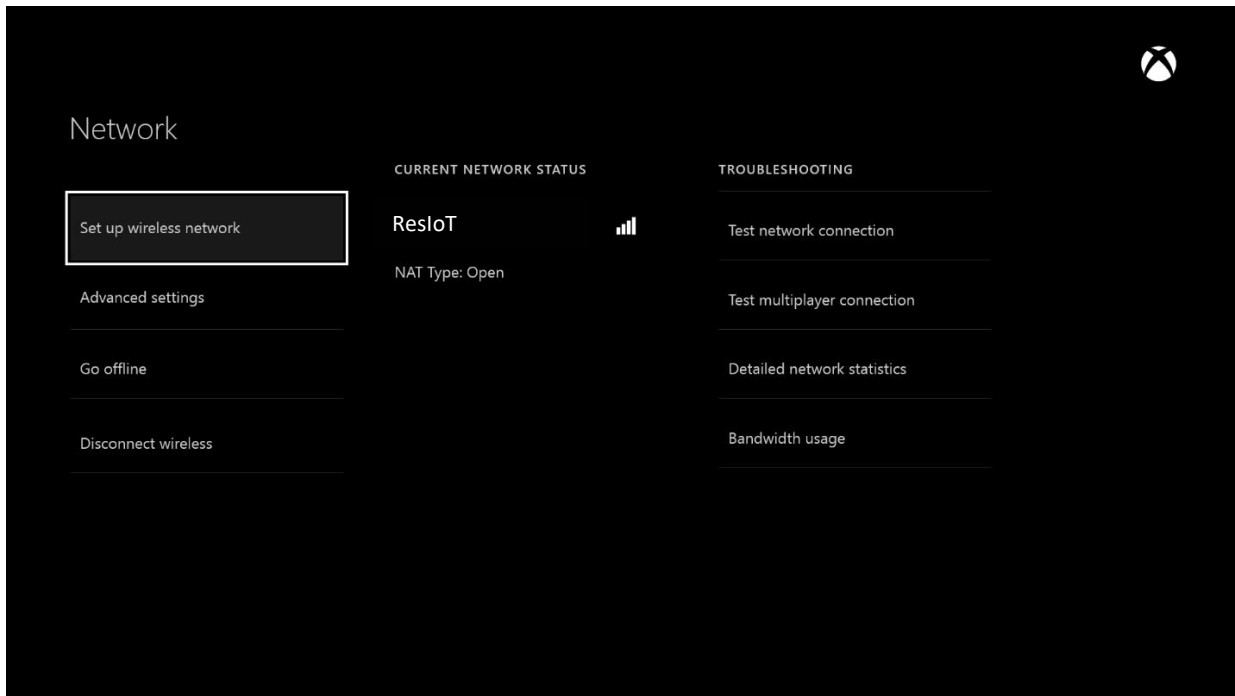 Network
Set up wireless network
Advanced settings
Go offline
Disconnect wireless
CURRENT NETWORK STATUS
ResIoT
NAT Type: Open
TROUBLESHOOTING
Test network connection
Test multiplayer connection
Detailed network statistics
Bandwidth usage